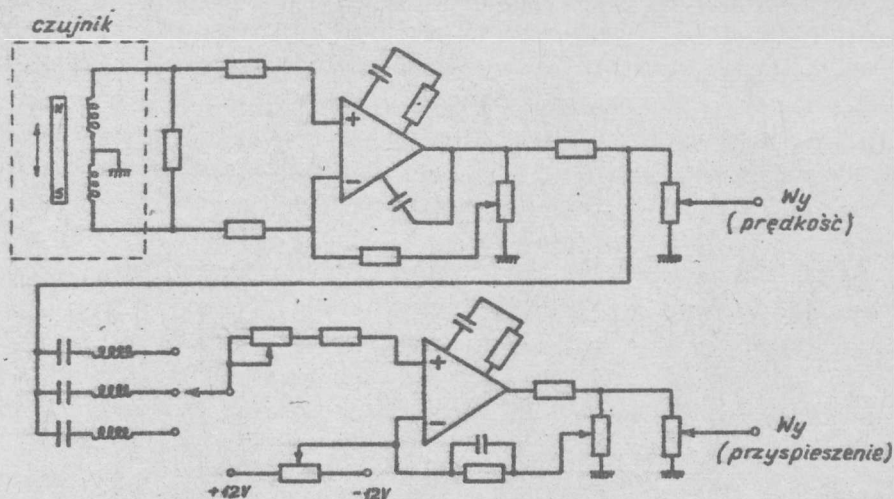 czujnik
N
S
+
−
Wy
(prędkość)
+
−
Wy
(przyspieszenie)
+12V
-12V